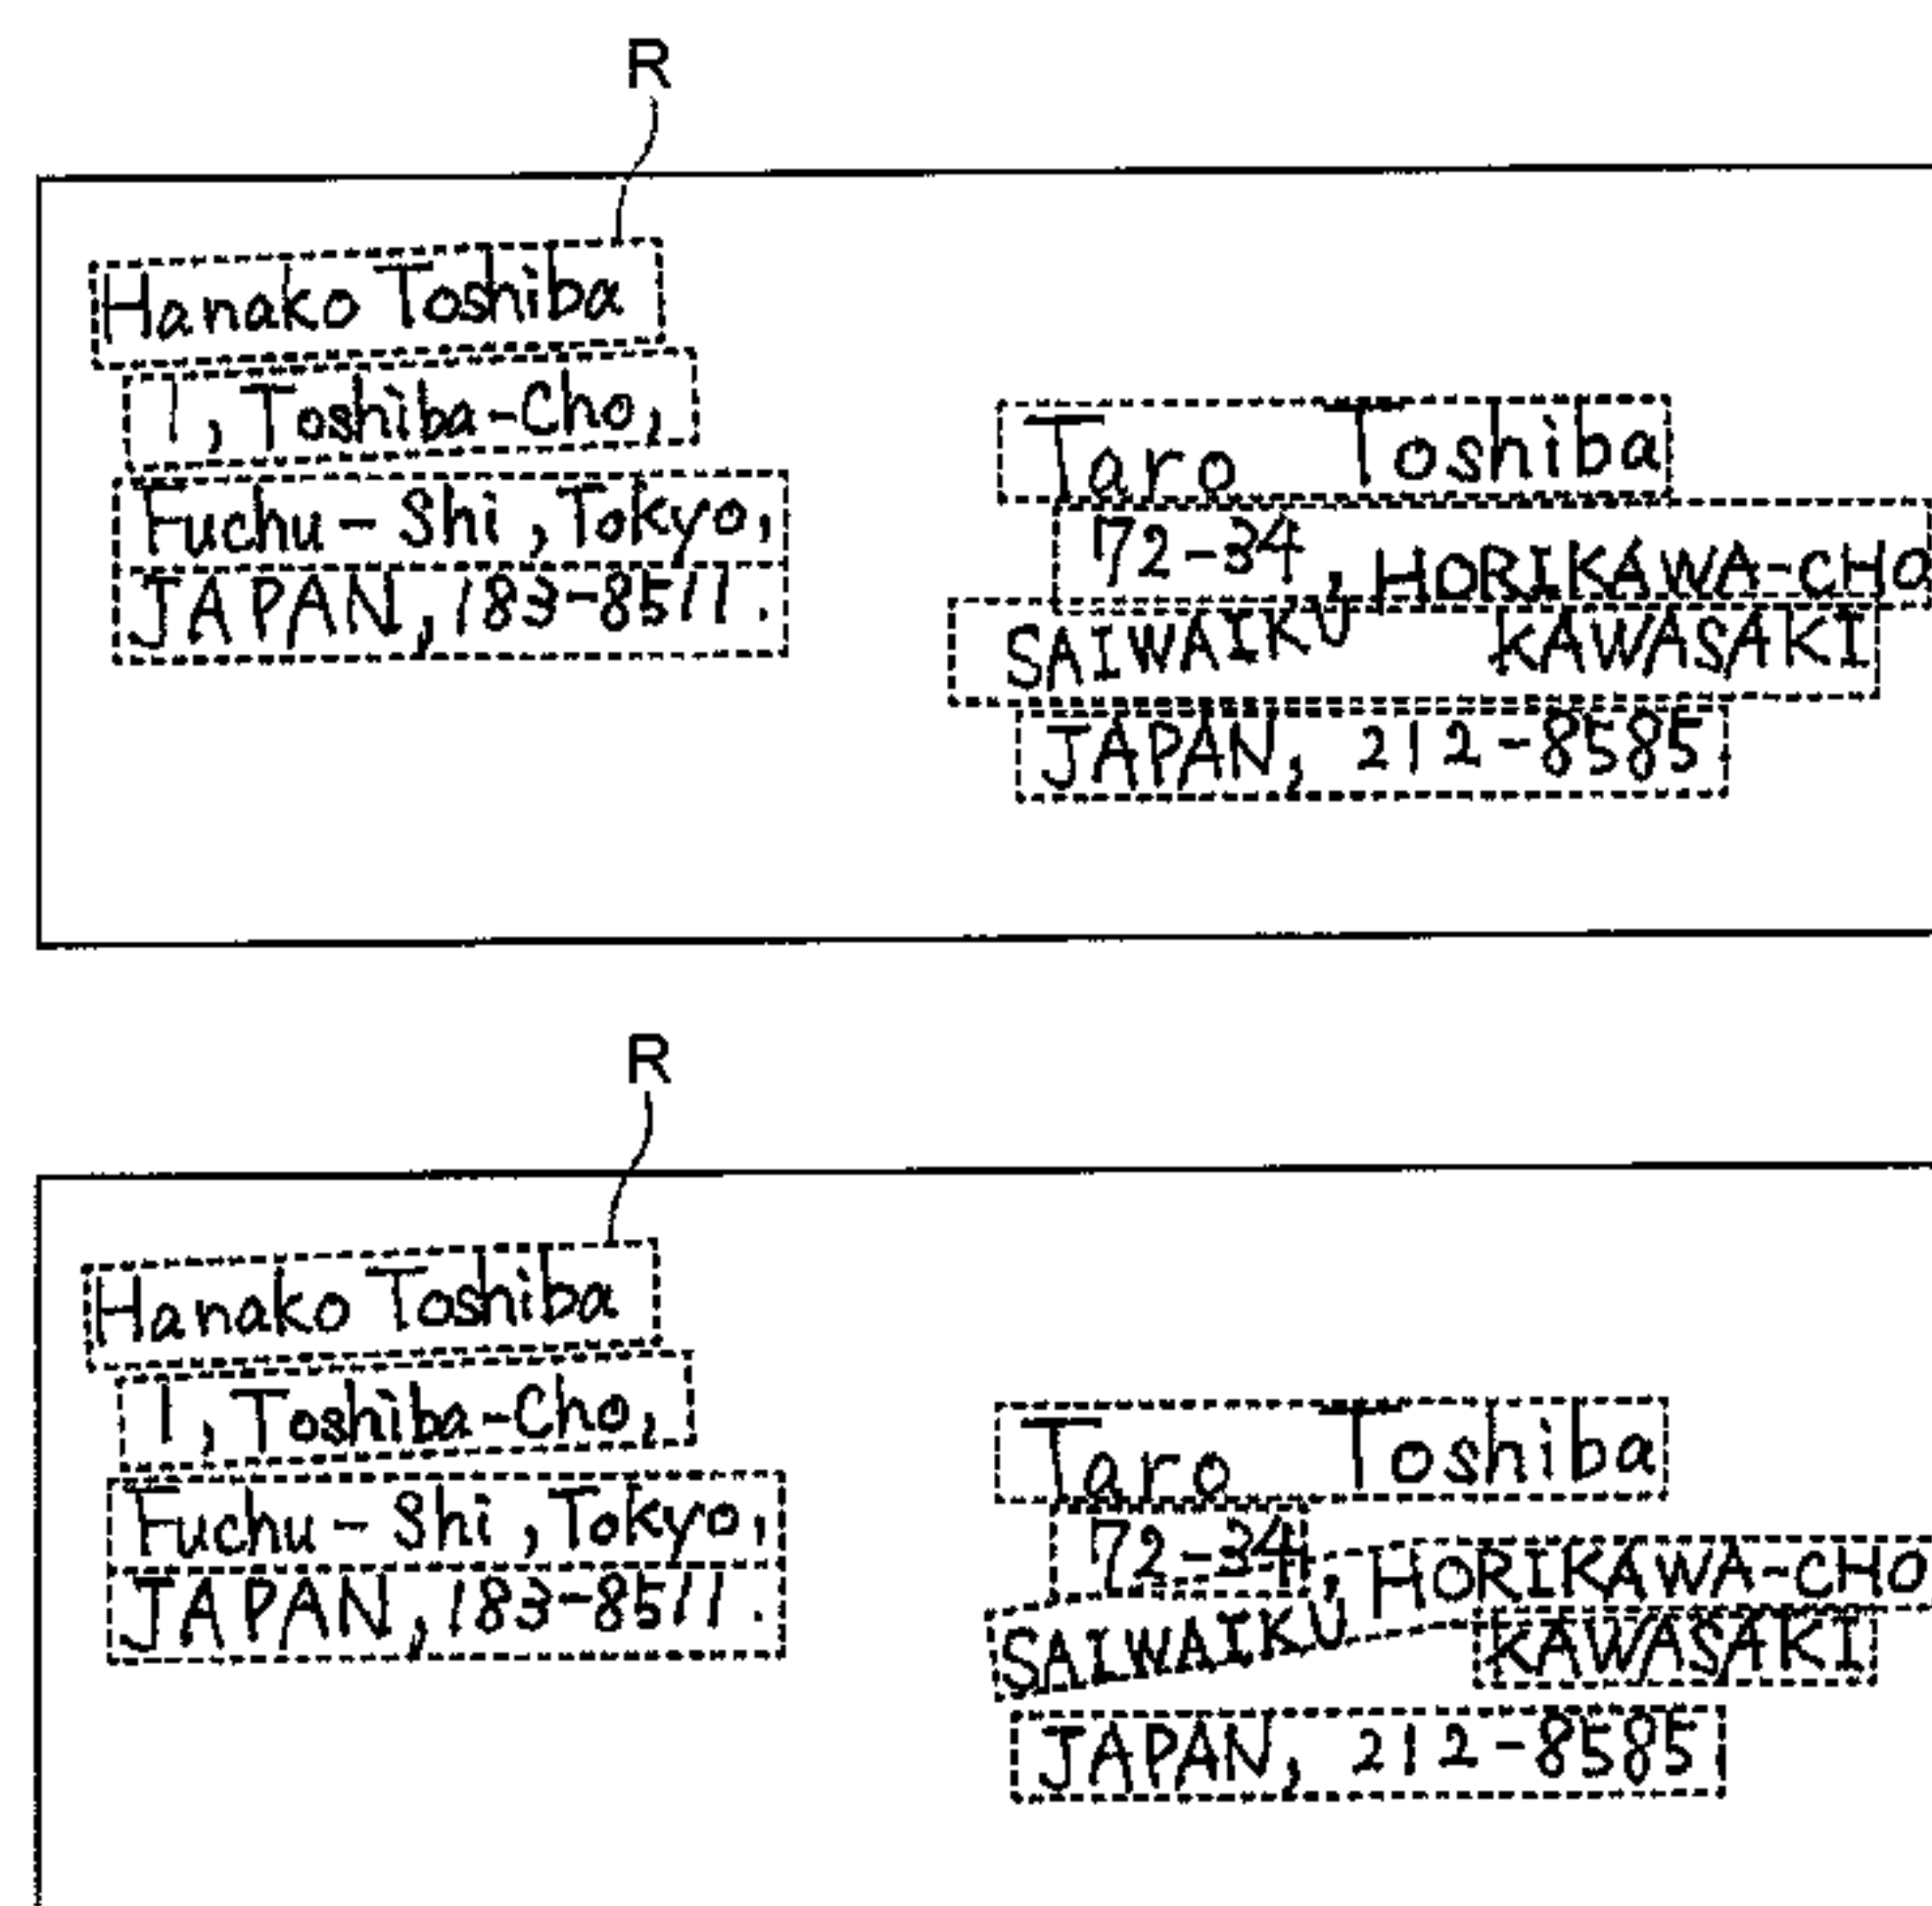 R
Hanako Toshiba
1, Toshiba-Cho,
Fuchu-Shi, Tokyo,
JAPAN, 183-8511.
Taro Toshiba
72-34, HORIKAWA-CHO
SAIWAIKU KAWASAKI
JAPAN, 212-8585.
R
Hanako Toshiba
1, Toshiba-Cho,
Fuchu-Shi, Tokyo,
JAPAN, 183-8511.
Taro Toshiba
72-34, HORIKAWA-CHO
SAIWAIKU KAWASAKI
JAPAN, 212-8585.